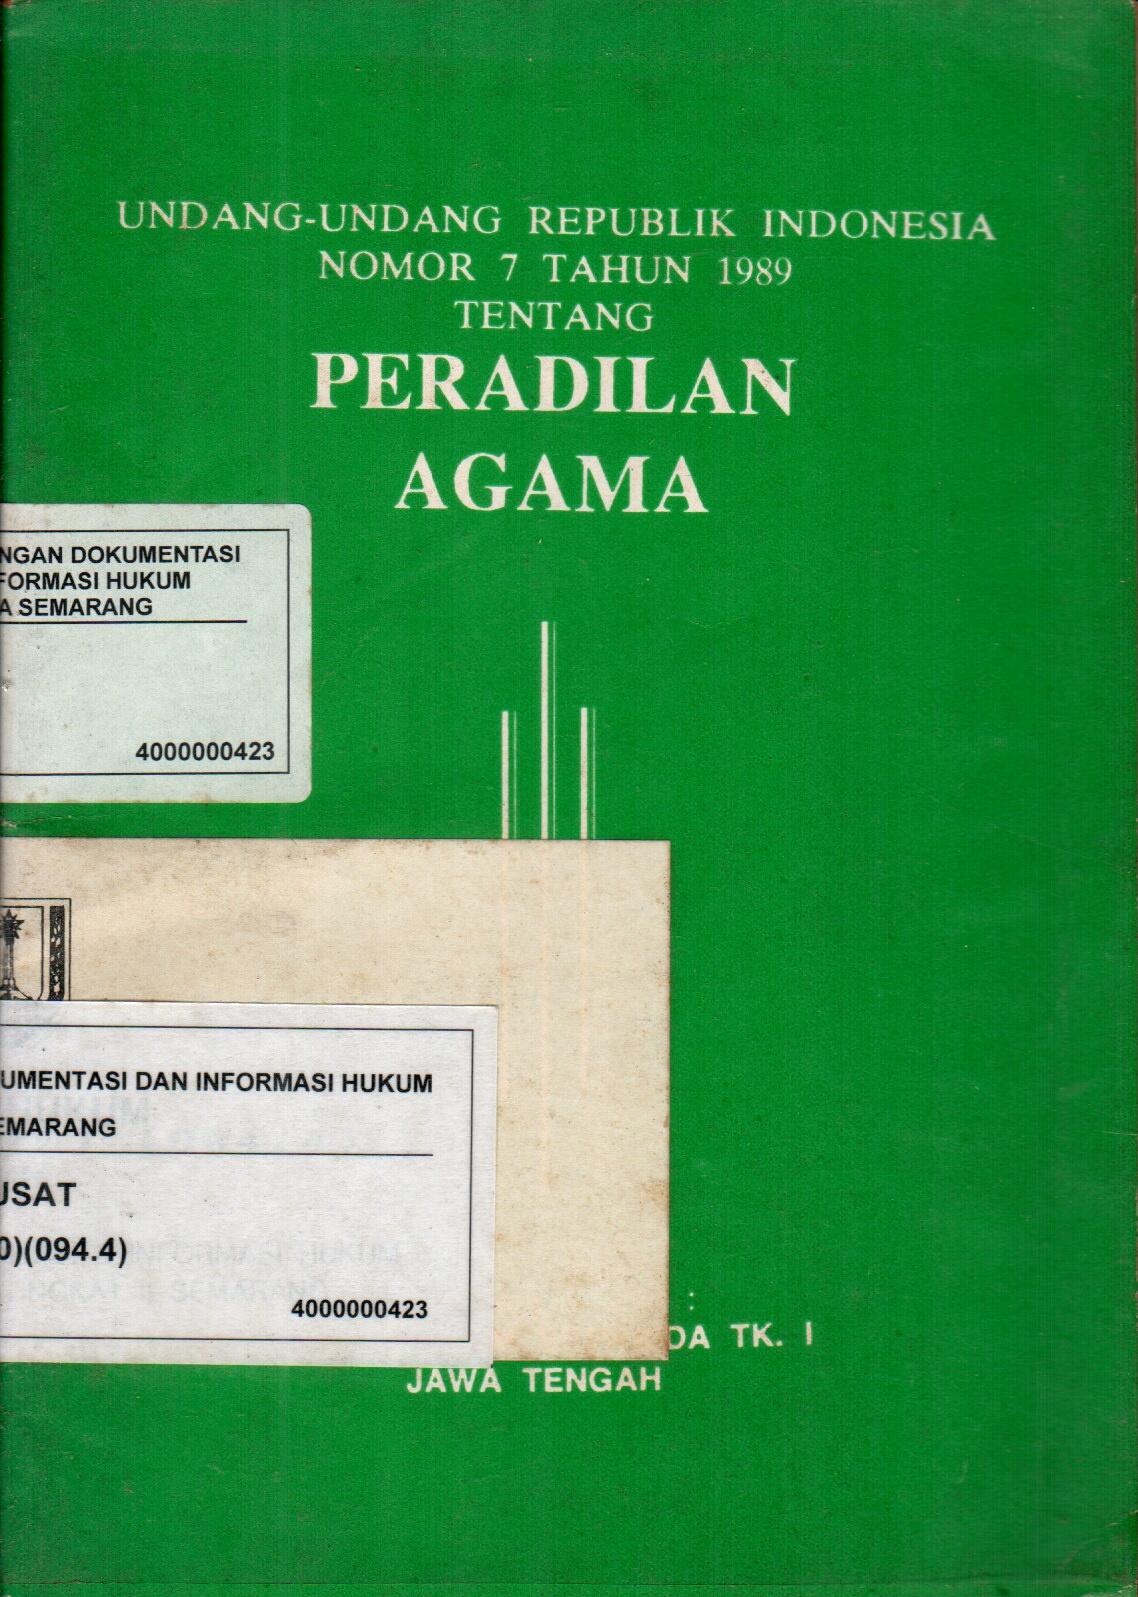 UNDANG-UNDANG REPUBLIK INDONESIA
NOMOR 7 TAHUN 1989
TENTANG
PERADILAN
AGAMA
NGAN DOKUMENTASI
FORMASI HUKUM
A SEMARANG
4000000423
UMENTASI DAN INFORMASI HUKUM
EMARANG
USAT
0)(094.4)
4000000423
DA TK. I
JAWA TENGAH